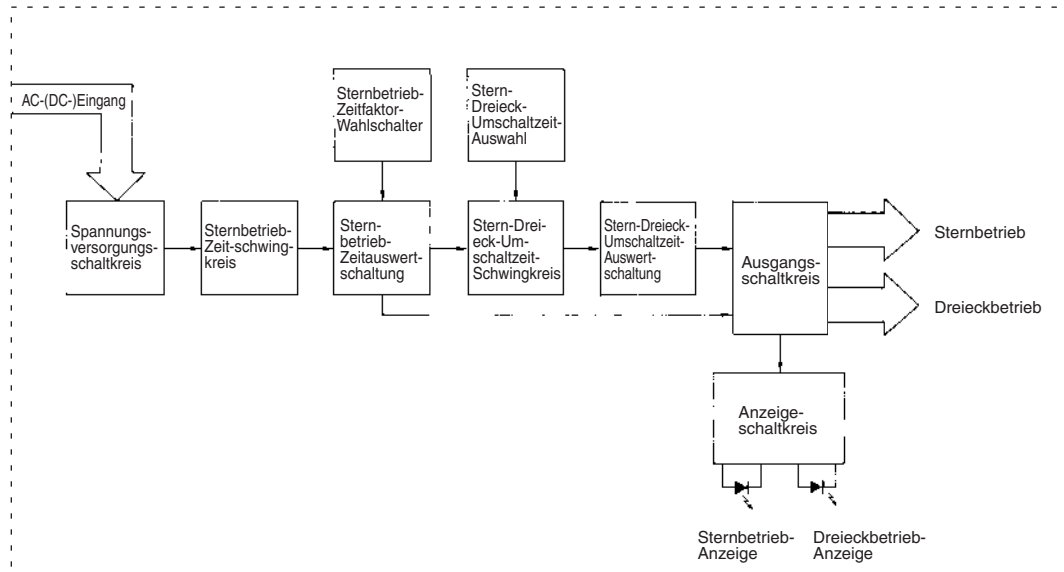 AC-(DC-)Eingang
Sternbetrieb-
Zeitfaktor-
Wahlschalter
Stern-
Dreieck-
Umschaltzeit-
Auswahl
Spannungs-
versorgungs-
schaltkreis
Sternbetrieb-
Zeit-schwing-
kreis
Stern-
betrieb-
Zeitauswert-
schaltung
Stern-Drei-
eck-Um-
schaltzeit-
Schwingkreis
Stern-Dreieck-
Umschaltzeit-
Auswert-
schaltung
Ausgangs-
schaltkreis
Sternbetrieb
Dreieckbetrieb
Anzeige-
schaltkreis
Sternbetrieb-
Anzeige
Dreieckbetrieb-
Anzeige